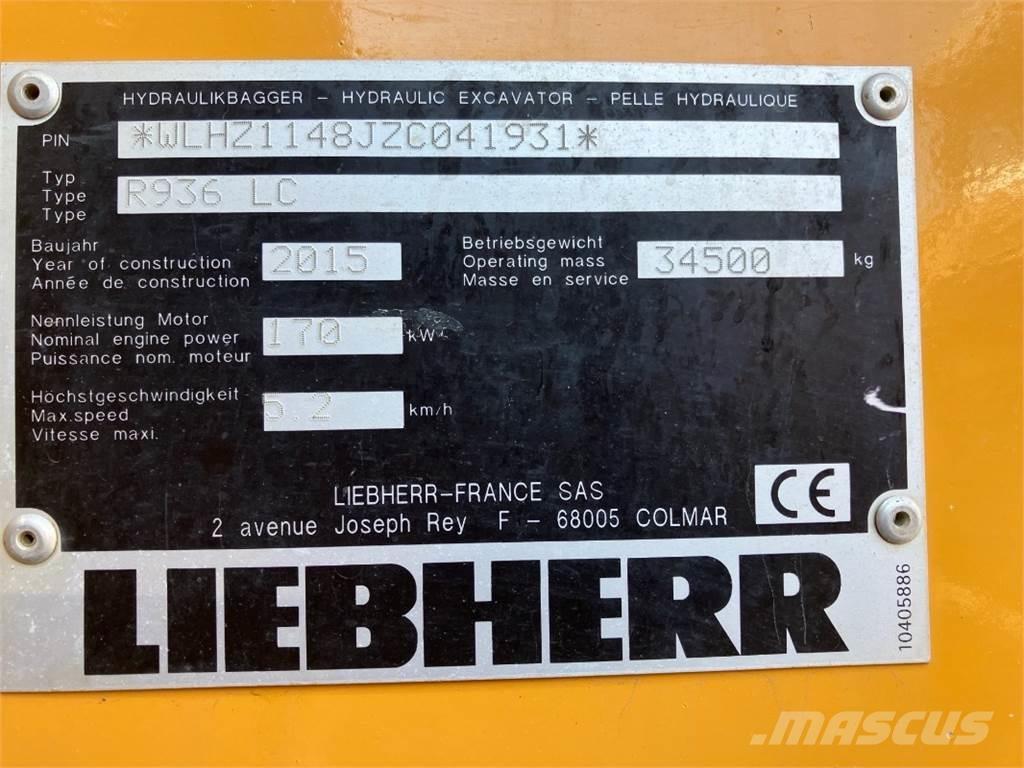 HYDRAULIKBAGGER - HYDRAULIC EXCAVATOR - PELLE HYDRAULIQUE
PIN *WLHZ1148JZC041931*
Typ
Type R936 LC
Type
Baujahr
Year of construction 2015
Année de construction
Betriebsgewicht
Operating mass 34500 kg
Masse en service
Nennleistung Motor
Nominal engine power 170 kW
Puissance nom. moteur
Höchstgeschwindigkeit
Max.speed 5.2 km/h
Vitesse maxi.
LIEBHERR-FRANCE SAS
2 avenue Joseph Rey F - 68005 COLMAR
CE
LIEBHERR
10405886
MASCUS